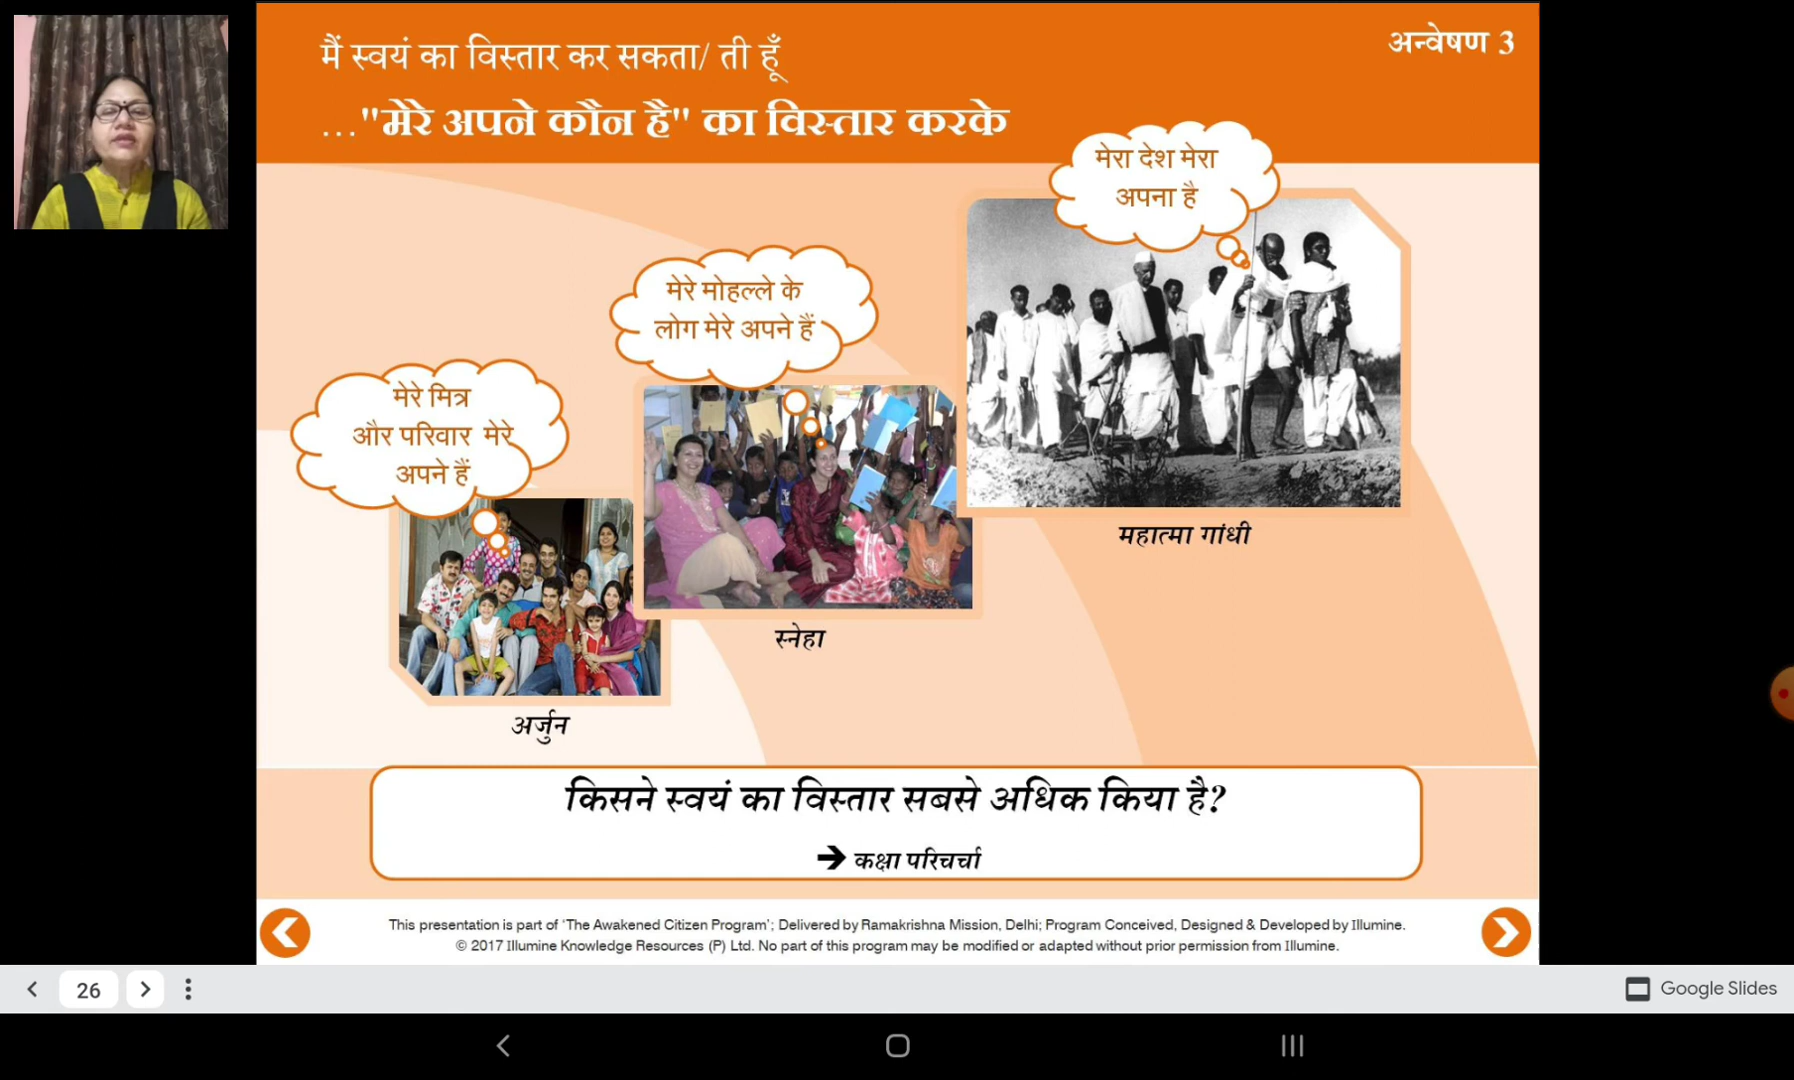 मैं स्वयं का विस्तार कर सकता/ ती हूँ
अन्वेषण 3
..."मेरे अपने कौन है" का विस्तार करके
मेरा देश मेरा
अपना है
मेरे मोहल्ले के
लोग मेरे अपने हैं
मेरे मित्र
और परिवार मेरे
अपने हैं
महात्मा गांधी
स्नेहा
अर्जुन
किसने स्वयं का विस्तार सबसे अधिक किया है?
➔ कक्षा परिचर्चा
This presentation is part of ‘The Awakened Citizen Program’; Delivered by Ramakrishna Mission, Delhi; Program Conceived, Designed & Developed by Illumine.
© 2017 Illumine Knowledge Resources (P) Ltd. No part of this program may be modified or adapted without prior permission from Illumine.
26
Google Slides